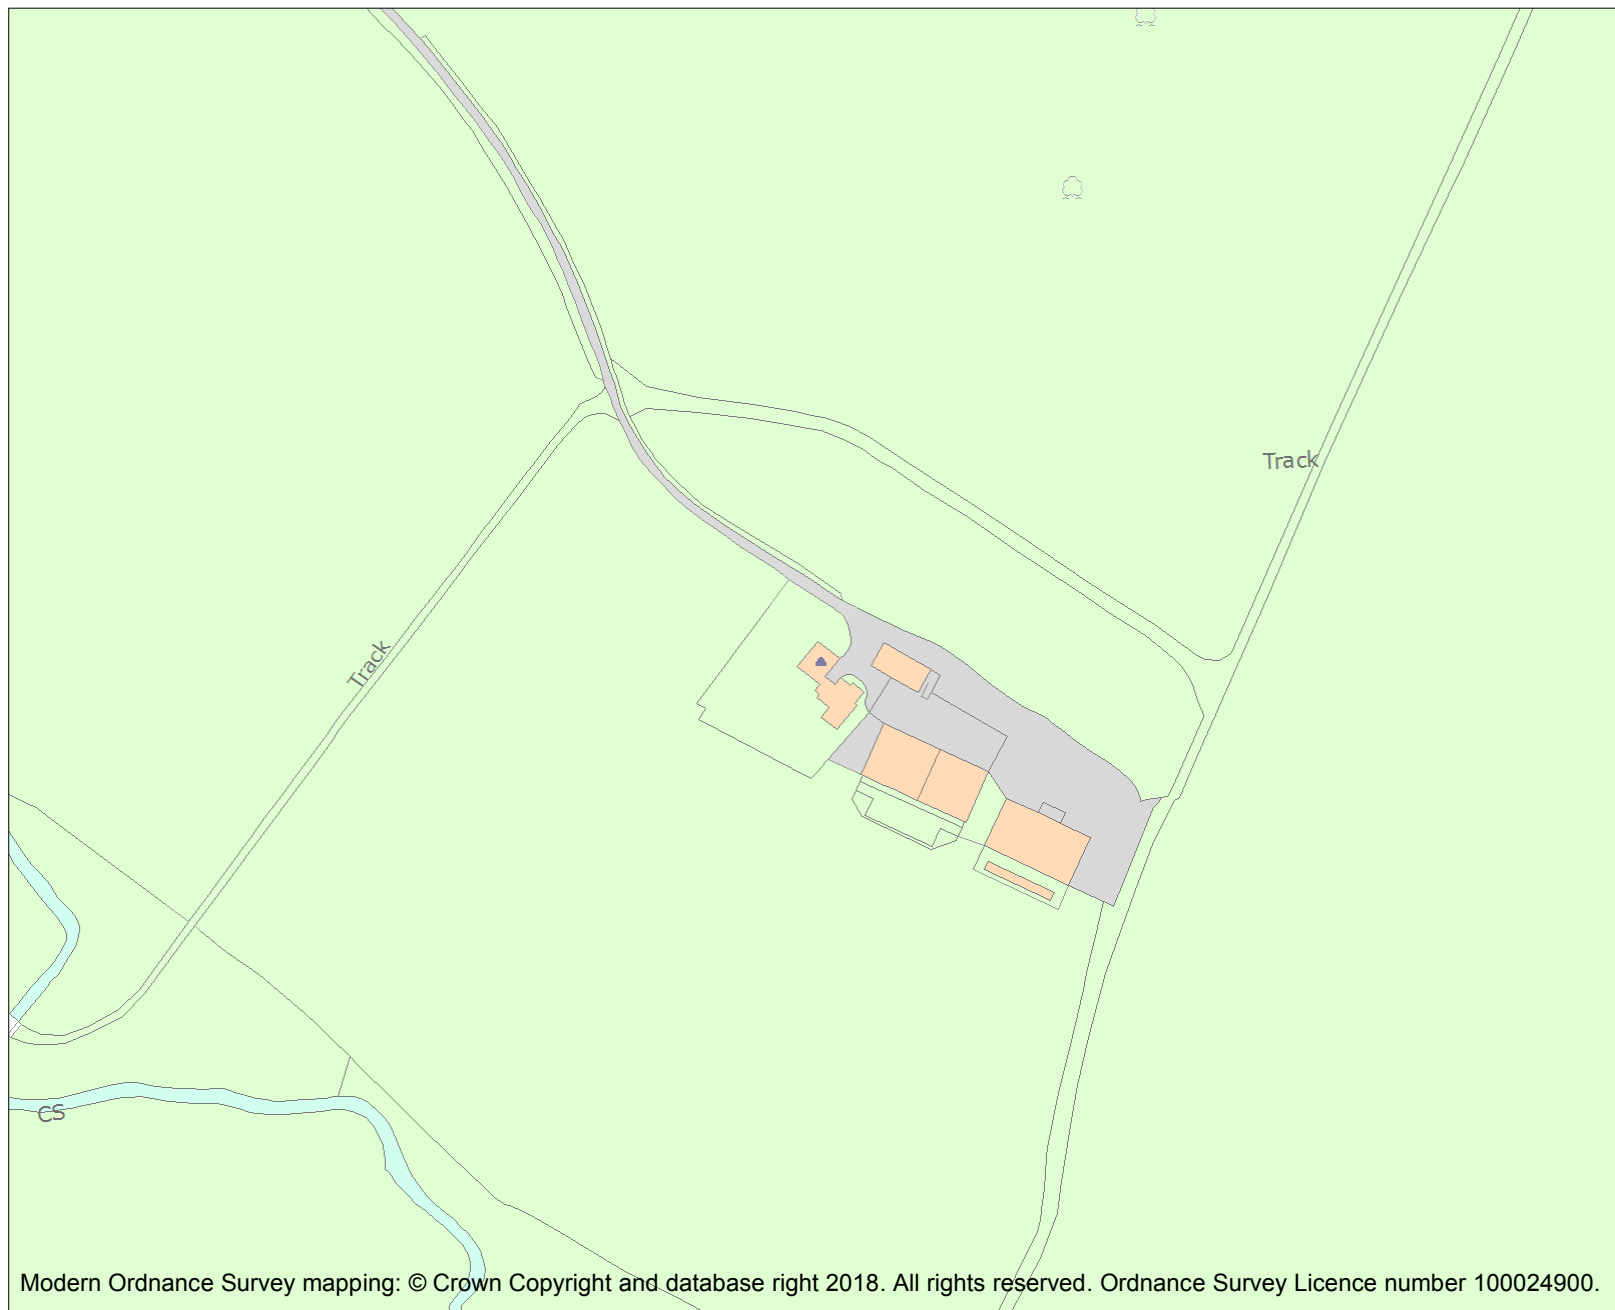 Track
Track
CS
Modern Ordnance Survey mapping: © Crown Copyright and database right 2018. All rights reserved. Ordnance Survey Licence number 100024900.